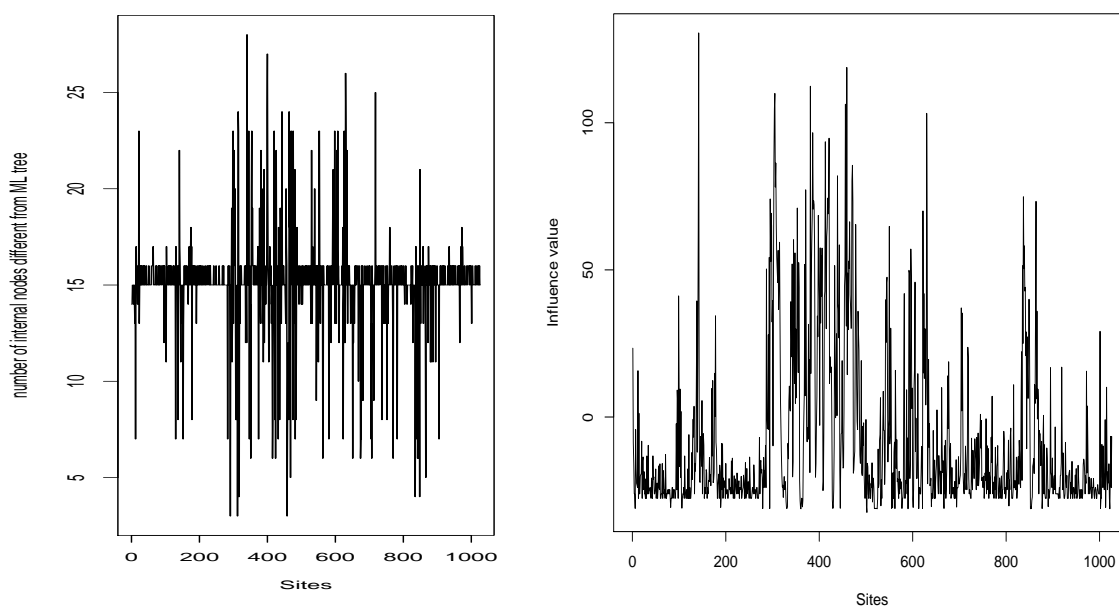 number of internal nodes different from ML tree
25
20
15
10
5
0 200 400 600 800 1000
Sites
Influence value
100
50
0
0 200 400 600 800 1000
Sites